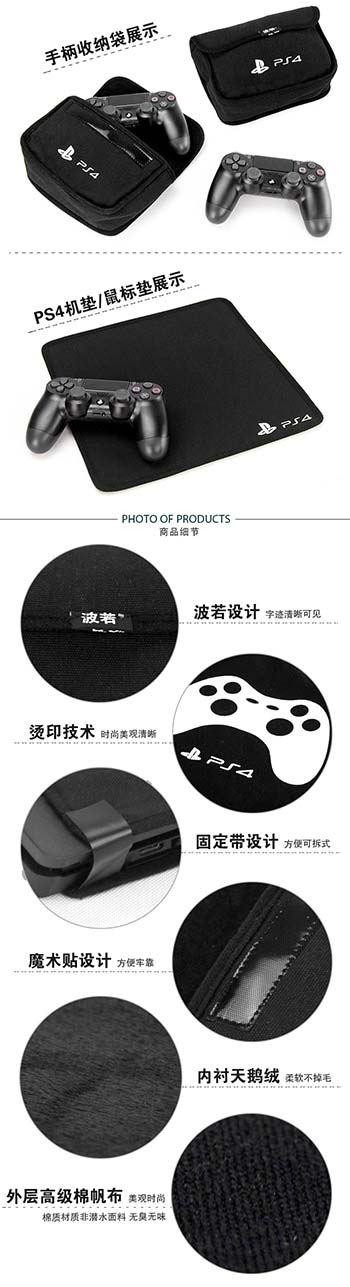 手柄收纳袋展示
PS4
PS4
PS4机垫/鼠标垫展示
PS4
PHOTO OF PRODUCTS
商品细节
波若
波若设计 字迹清晰可见
烫印技术 时尚美观清晰
PS4
固定带设计 方便可拆式
魔术贴设计 方便牢靠
内衬天鹅绒 柔软不掉毛
外层高级棉帆布 美观时尚
棉质材质非潜水面料 无臭无味